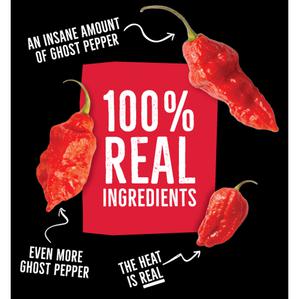 AN INSANE AMOUNT
OF GHOST PEPPER
100%
REAL
INGREDIENTS
EVEN MORE
GHOST PEPPER
THE HEAT
IS REAL